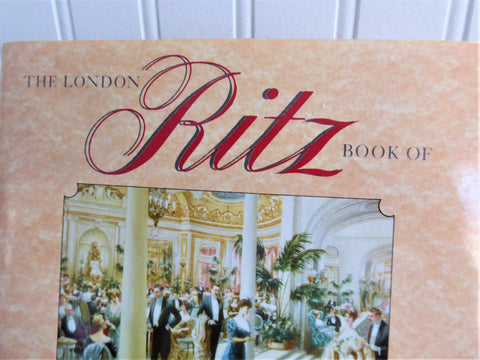 THE LONDON Ritz BOOK OF